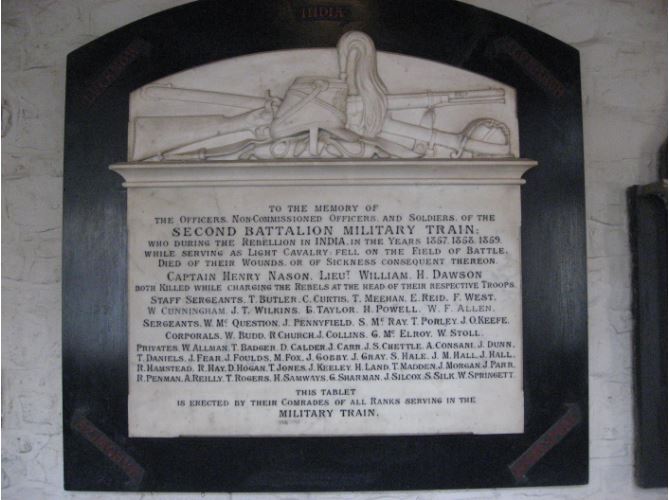 INDIA
LUCKNOW
TO THE MEMORY OF
THE OFFICERS, NON-COMMISSIONED OFFICERS, AND SOLDIERS, OF THE
SECOND BATTALION MILITARY TRAIN;
WHO DURING THE REBELLION IN INDIA, IN THE YEARS 1857, 1858, 1859,
WHILE SERVING AS LIGHT CAVALRY; FELL ON THE FIELD OF BATTLE,
DIED OF THEIR WOUNDS, OR OF SICKNESS CONSEQUENT THEREON.
CAPTAIN HENRY NASON, LIEUT WILLIAM, H. DAWSON
BOTH KILLED WHILE CHARGING THE REBELS AT THE HEAD OF THEIR RESPECTIVE TROOPS.
STAFF SERGEANTS, T. BUTLER, C. CURTIS, T. MEEHAN, E. REID, F. WEST,
W CUNNINGHAM, J. T. WILKINS, E TAYLOR, H. POWELL, W. F. ALLEN,
SERGEANTS, W. Mc QUESTION, J. PENNYFIELD, S. Mc RAY, T. PORLEY, J. O.KEEFE.
CORPORALS, W. BUDD, R CHURCH, J. COLLINS, G. Mc ELROY, W. STOLL.
PRIVATES, W. ALLMAN, T. BADGER, D. CALDER, J. CARR, J. S. CHETTLE, A. CONSANI, J. DUNN,
T. DANIELS, J. FEAR, J. FOULDS, M. FOX, J. GOBBY, J. GRAY, S. HALE, J. M. HALL, J. HALL,
R. HAMSTEAD, R. HAY, D. HOGAN, T. JONES, J. KEELEY, H. LAND, T. MADDEN, J. MORGAN, J. PARR,
R. PENMAN, A. REILLY, T. ROGERS, H. SAMWAYS, G. SHARMAN, J. SILCOX, S. SILK, W. SPRINGETT.
THIS TABLET
IS ERECTED BY THEIR COMRADES OF ALL RANKS SERVING IN THE
MILITARY TRAIN.